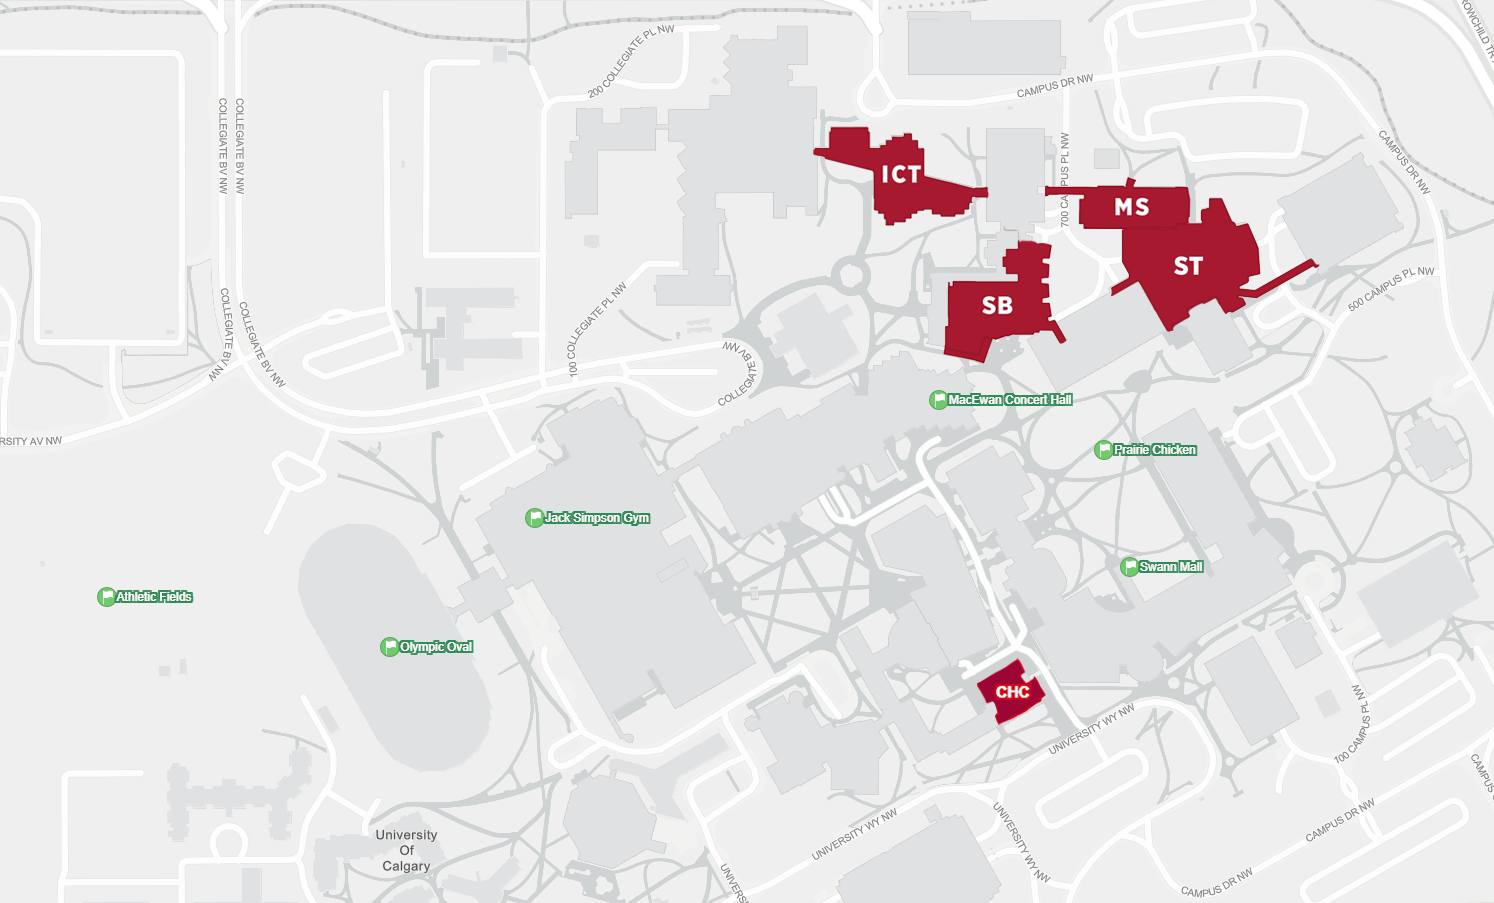 ROWCHILD TR
200 COLLEGIATE PL NW
CAMPUS DR NW
COLLEGIATE BV NW
COLLEGIATE BV NW
700 CAMPUS PL NW
CAMPUS DR NW
ICT
MS
ST
SB
500 CAMPUS PL NW
COLLEGIATE BV NW
COLLEGIATE BV NW
100 COLLEGIATE PL NW
COLLEGIATE BV NW
MacEwan Concert Hall
RSITY AV NW
Prairie Chicken
Jack Simpson Gym
Swann Mall
Athletic Fields
Olympic Oval
CHC
UNIVERSITY WY NW
100 CAMPUS PL NW
CAMPUS
University
Of
Calgary
UNIVERSITY WY NW
UNIVERSITY WY NW
CAMPUS DR NW
CAMPUS DR NW
UNIVERS